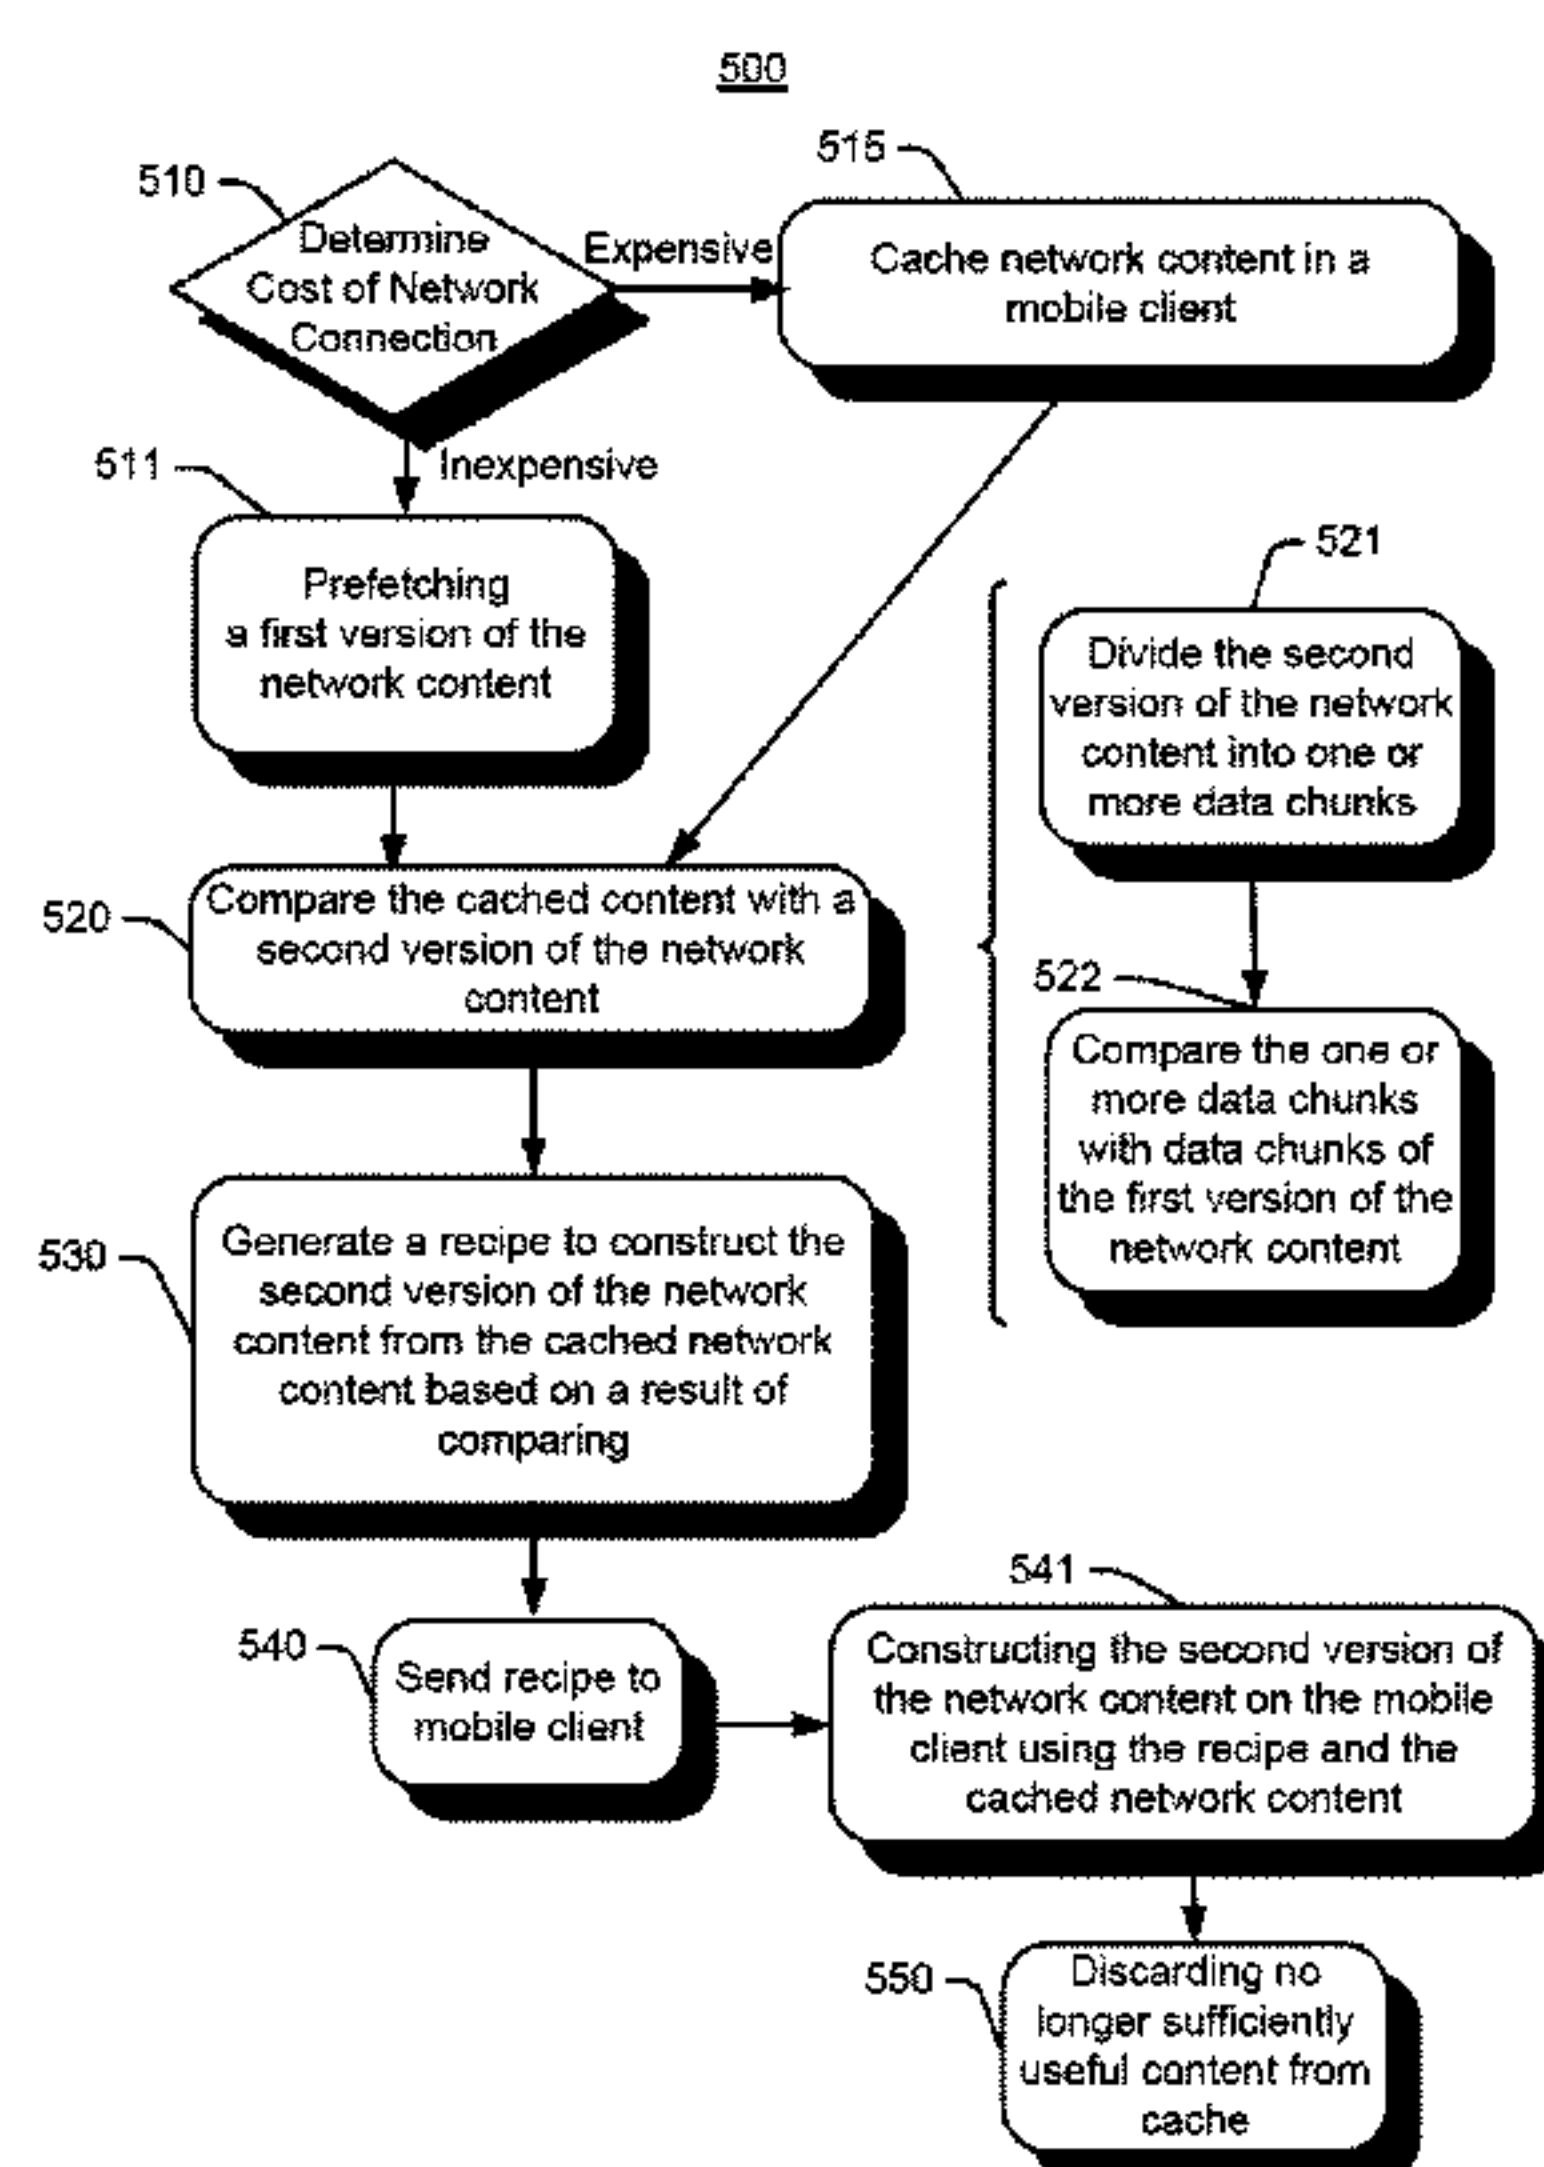 500
510
Determine
Cost of Network
Connection
Expensive
515
Cache network content in a
mobile client
Inexpensive
511
Prefetching
a first version of the
network content
520
Compare the cached content with a
second version of the network
content
521
Divide the second
version of the network
content into one or
more data chunks
522
Compare the one or
more data chunks
with data chunks of
the first version of the
network content
530
Generate a recipe to construct the
second version of the network
content from the cached network
content based on a result of
comparing
540
Send recipe to
mobile client
541
Constructing the second version of
the network content on the mobile
client using the recipe and the
cached network content
550
Discarding no
longer sufficiently
useful content from
cache